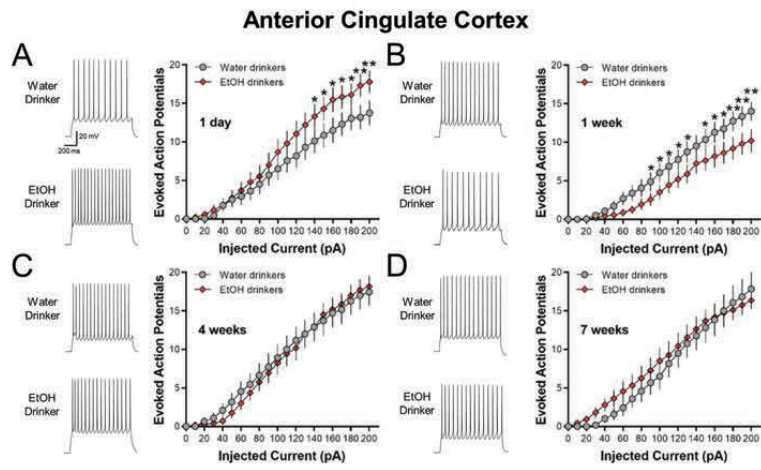 Anterior Cingulate Cortex
A
Water
Drinker
20 mV
200 ms
EtOH
Drinker
Evoked Action Potentials
20
15
10
5
0
Water drinkers
EtOH drinkers
1 day
* * * * * ** **
0 20 40 60 80 100 120 140 160 180 200
Injected Current (pA)
B
Water
Drinker
EtOH
Drinker
Evoked Action Potentials
20
15
10
5
0
Water drinkers
EtOH drinkers
1 week
0 20 40 60 80 100 120 140 160 180 200
Injected Current (pA)
C
Water
Drinker
EtOH
Drinker
Evoked Action Potentials
20
15
10
5
0
Water drinkers
EtOH drinkers
4 weeks
0 20 40 60 80 100 120 140 160 180 200
Injected Current (pA)
D
Water
Drinker
EtOH
Drinker
Evoked Action Potentials
20
15
10
5
0
Water drinkers
EtOH drinkers
7 weeks
0 20 40 60 80 100 120 140 160 180 200
Injected Current (pA)